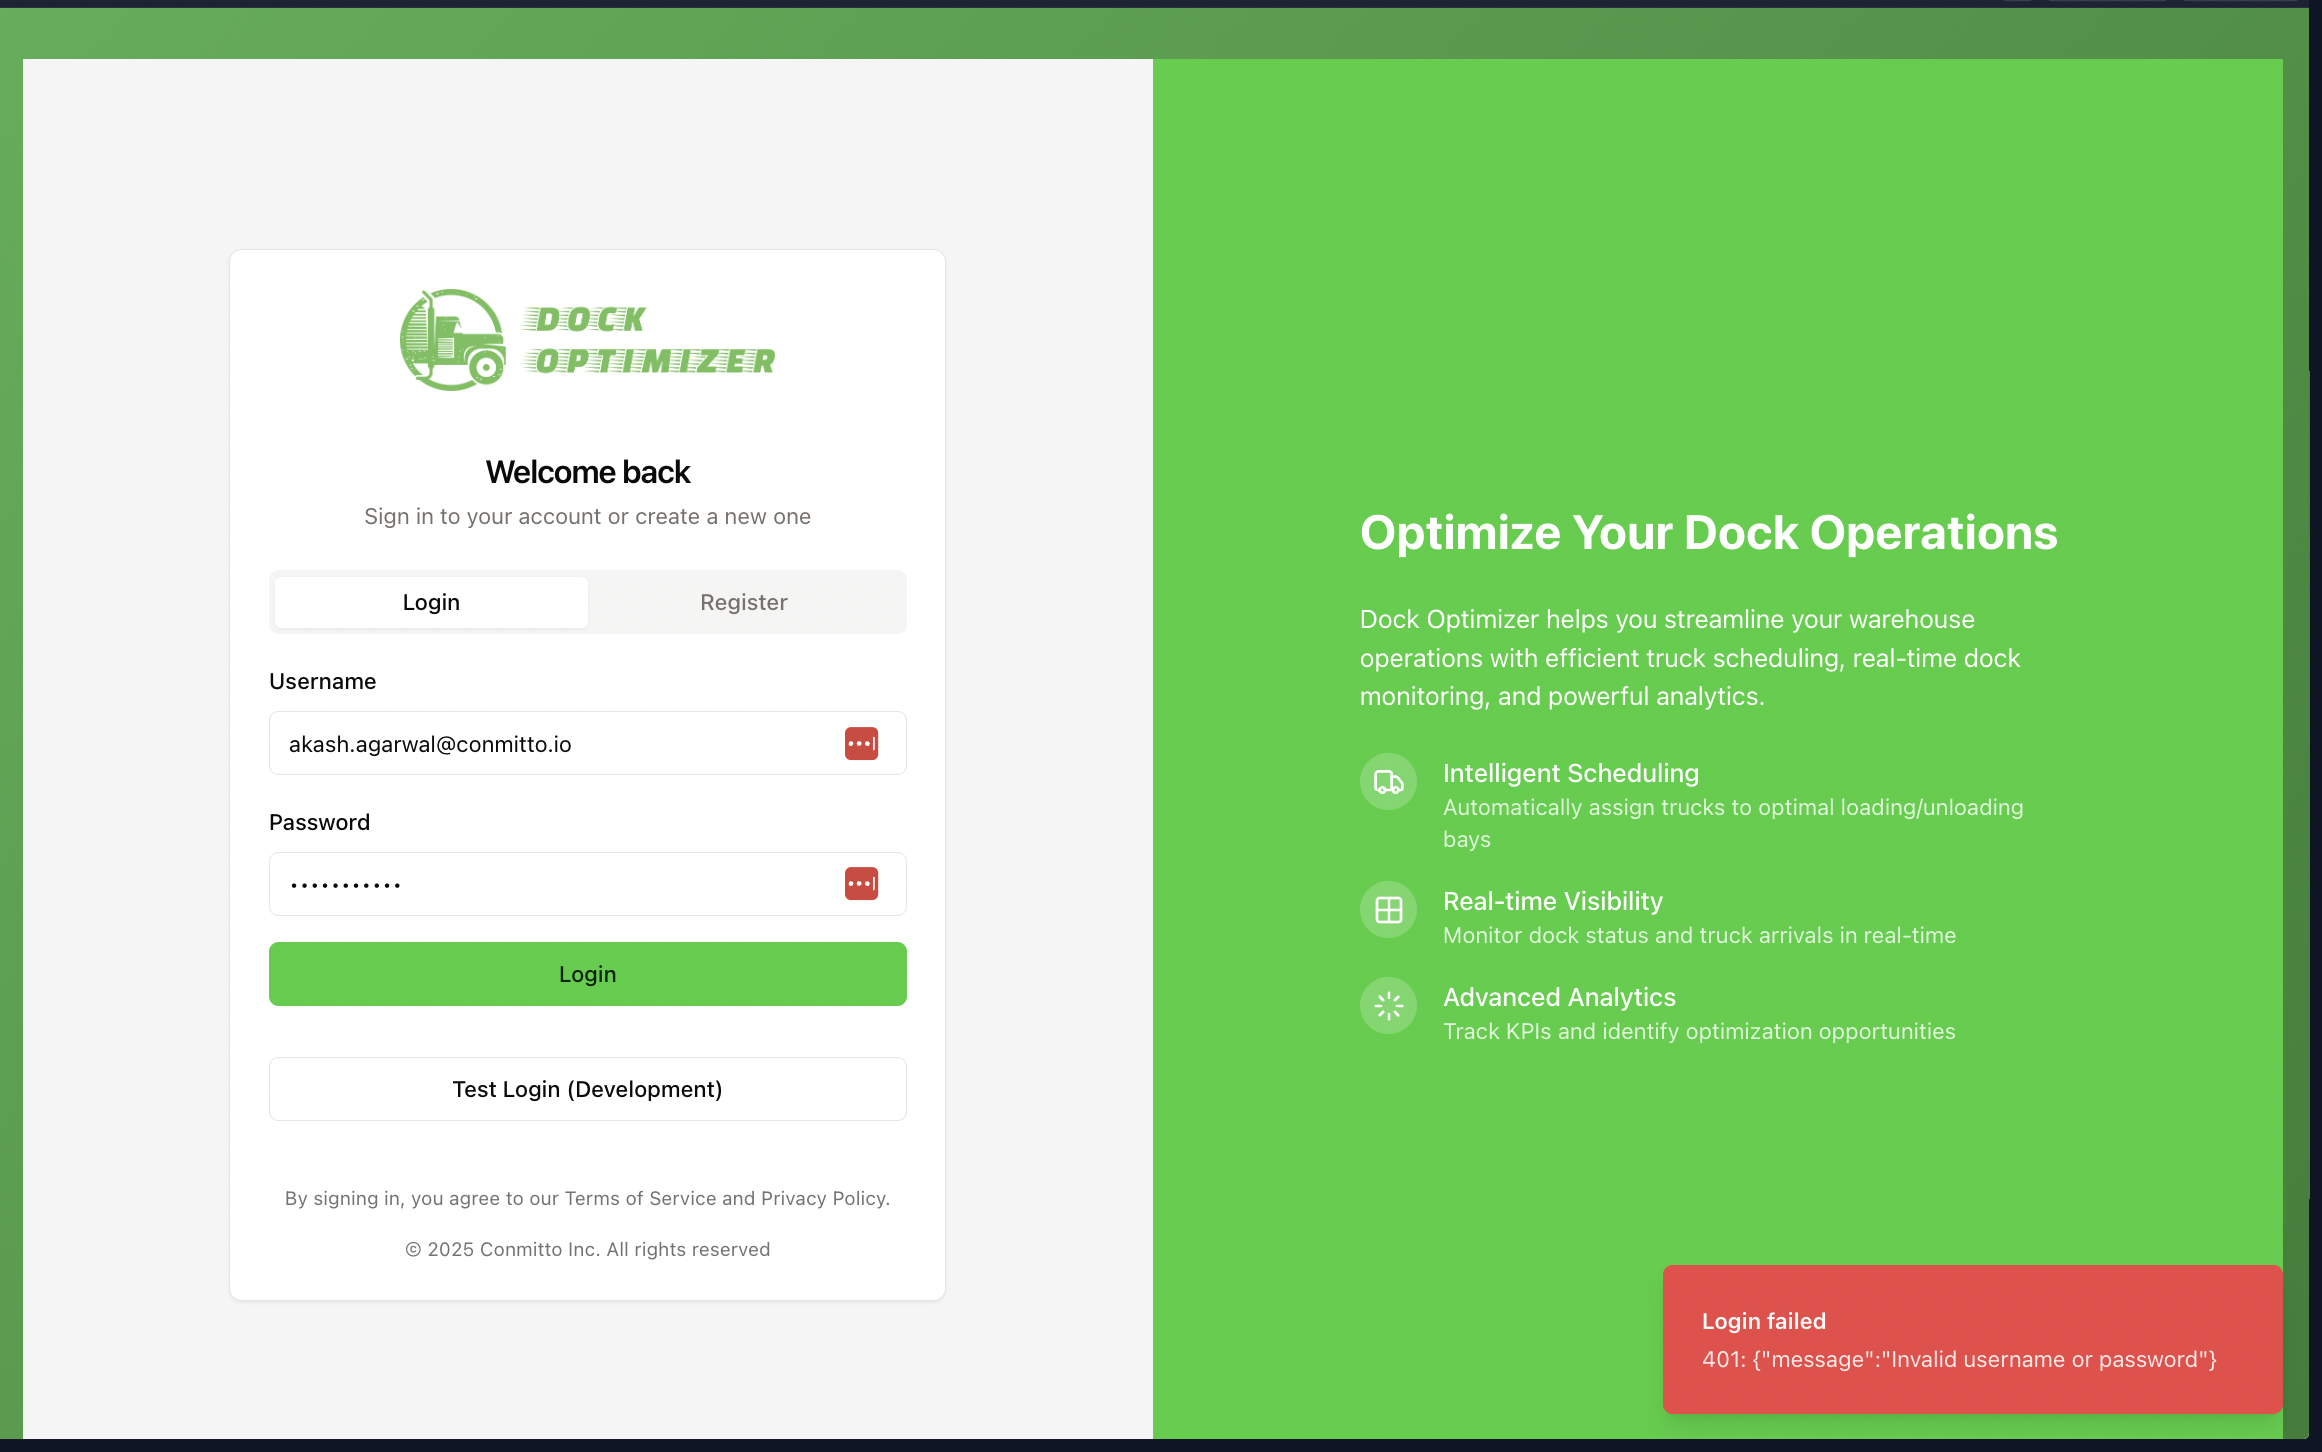 DOCK
OPTIMIZER
Welcome back
Sign in to your account or create a new one
Login
Register
Username
akash.agarwal@conmitto.io
Password
Login
Test Login (Development)
By signing in, you agree to our Terms of Service and Privacy Policy.
© 2025 Conmitto Inc. All rights reserved
Optimize Your Dock Operations
Dock Optimizer helps you streamline your warehouse
operations with efficient truck scheduling, real-time dock
monitoring, and powerful analytics.
Intelligent Scheduling
Automatically assign trucks to optimal loading/unloading
bays
Real-time Visibility
Monitor dock status and truck arrivals in real-time
Advanced Analytics
Track KPIs and identify optimization opportunities
Login failed
401: {"message":"Invalid username or password"}